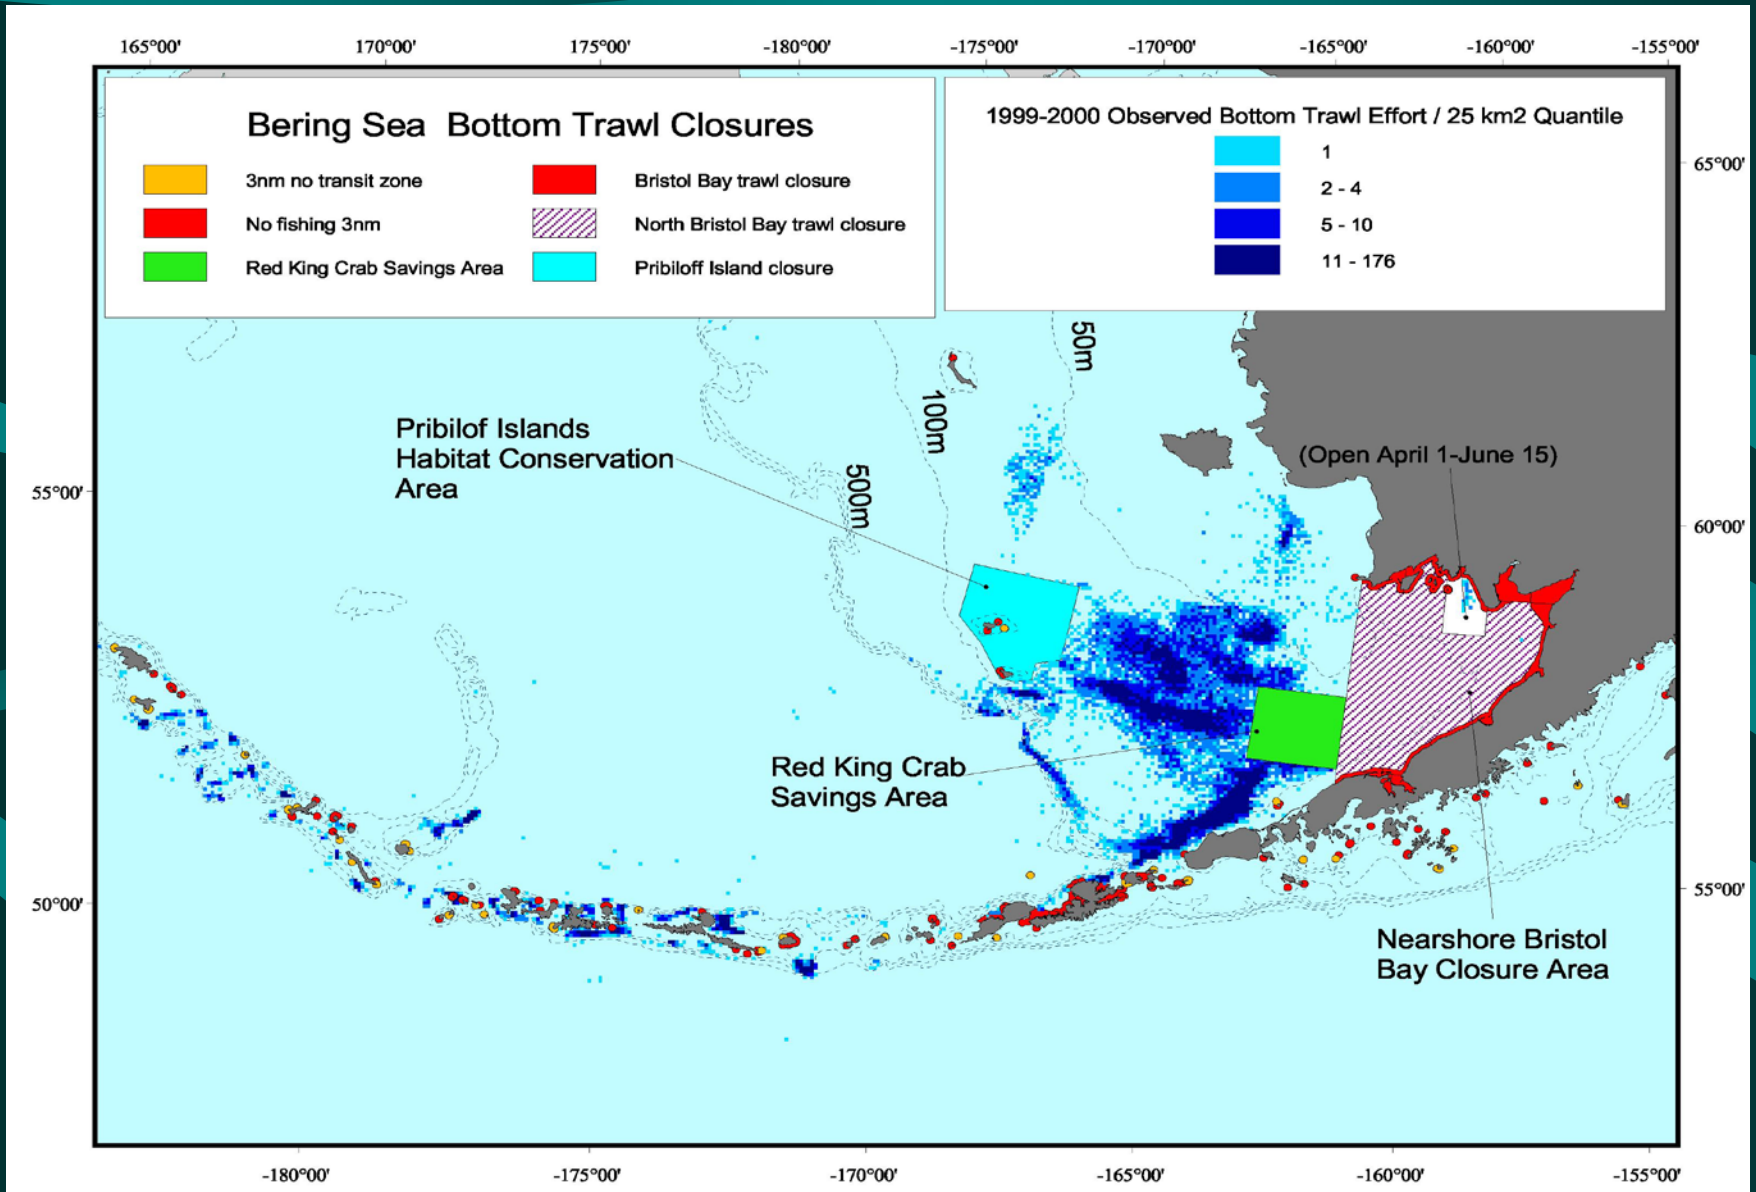 165°00' 170°00' 175°00' -180°00' -175°00' -170°00' -165°00' -160°00' -155°00'
Bering Sea Bottom Trawl Closures
3nm no transit zone
No fishing 3nm
Red King Crab Savings Area
Bristol Bay trawl closure
North Bristol Bay trawl closure
Pribiloff Island closure
1999-2000 Observed Bottom Trawl Effort / 25 km2 Quantile
1
2 - 4
5 - 10
11 - 176
65°00'
50m
100m
500m
Pribilof Islands
Habitat Conservation
Area
(Open April 1-June 15)
55°00'
60°00'
Red King Crab
Savings Area
50°00'
55°00'
Nearshore Bristol
Bay Closure Area
-180°00' -175°00' -170°00' -165°00' -160°00' -155°00'